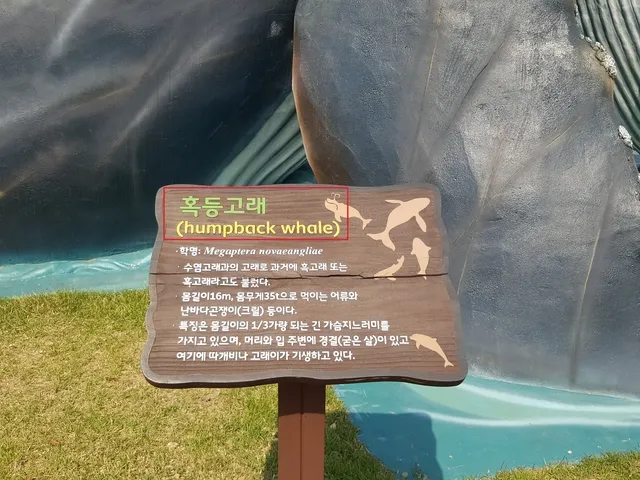 혹등고래
(humpback whale)
·학명: Megaptera novaeangliae
· 수염고래과의 고래로 과거에 흑고래 또는
혹고래라고도 불렀다.
· 몸길이16m, 몸무게35t으로 먹이는 어류와
난바다곤쟁이(크릴) 등이다.
· 특징은 몸길이의 1/3가량 되는 긴 가슴지느러미를
가지고 있으며, 머리와 입 주변에 경결(굳은 살)이 있고
여기에 따개비나 고래이가 기생하고 있다.